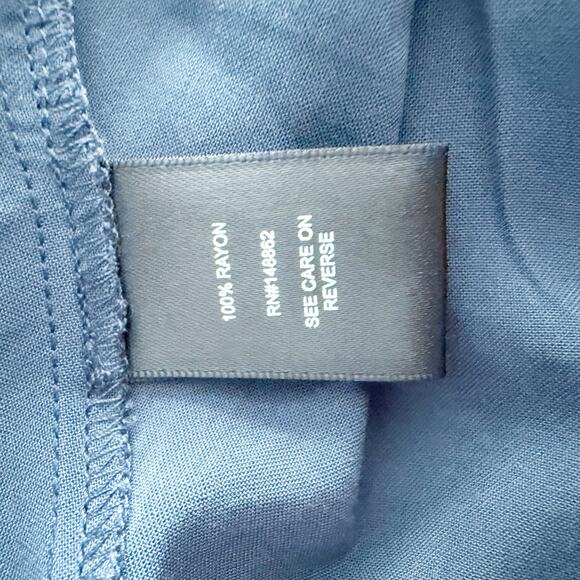 100% RAYON
RN#148862
SEE CARE ON
REVERSE